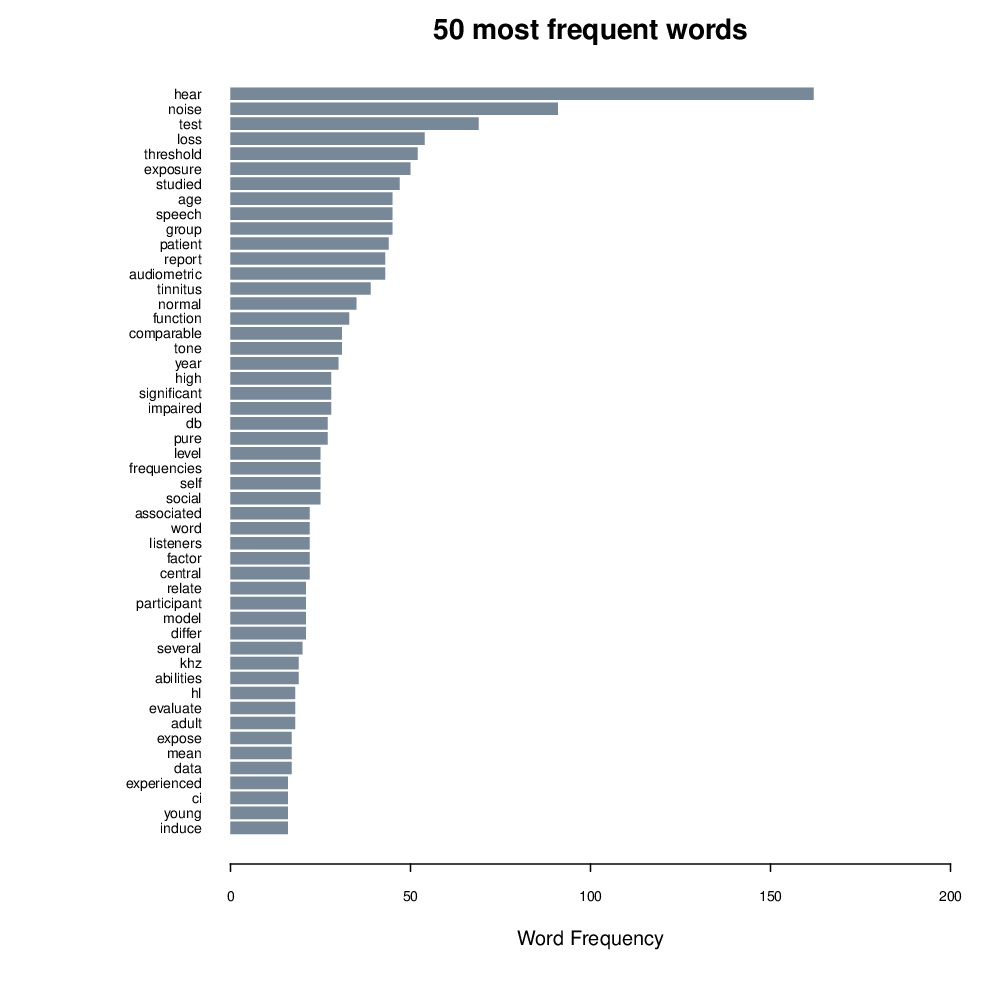 50 most frequent words
hear
noise
test
loss
threshold
exposure
studied
age
speech
group
patient
report
audiometric
tinnitus
normal
function
comparable
tone
year
high
significant
impaired
db
pure
level
frequencies
self
social
associated
word
listeners
factor
central
relate
participant
model
differ
several
khz
abilities
hl
evaluate
adult
expose
mean
data
experienced
ci
young
induce
0 50 100 150 200
Word Frequency